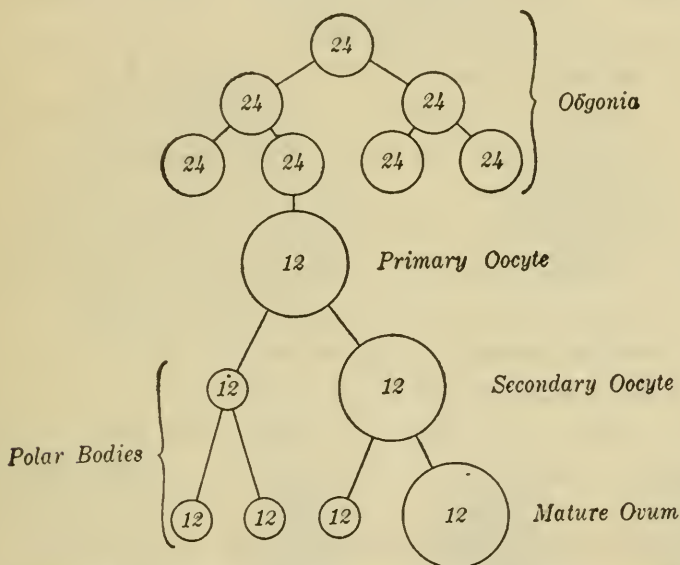 24
24 24 Oögonia
24 24 24 24
12 Primary Oocyte
12 12 Secondary Oocyte
Polar Bodies
12 12 12 12 Mature Ovum